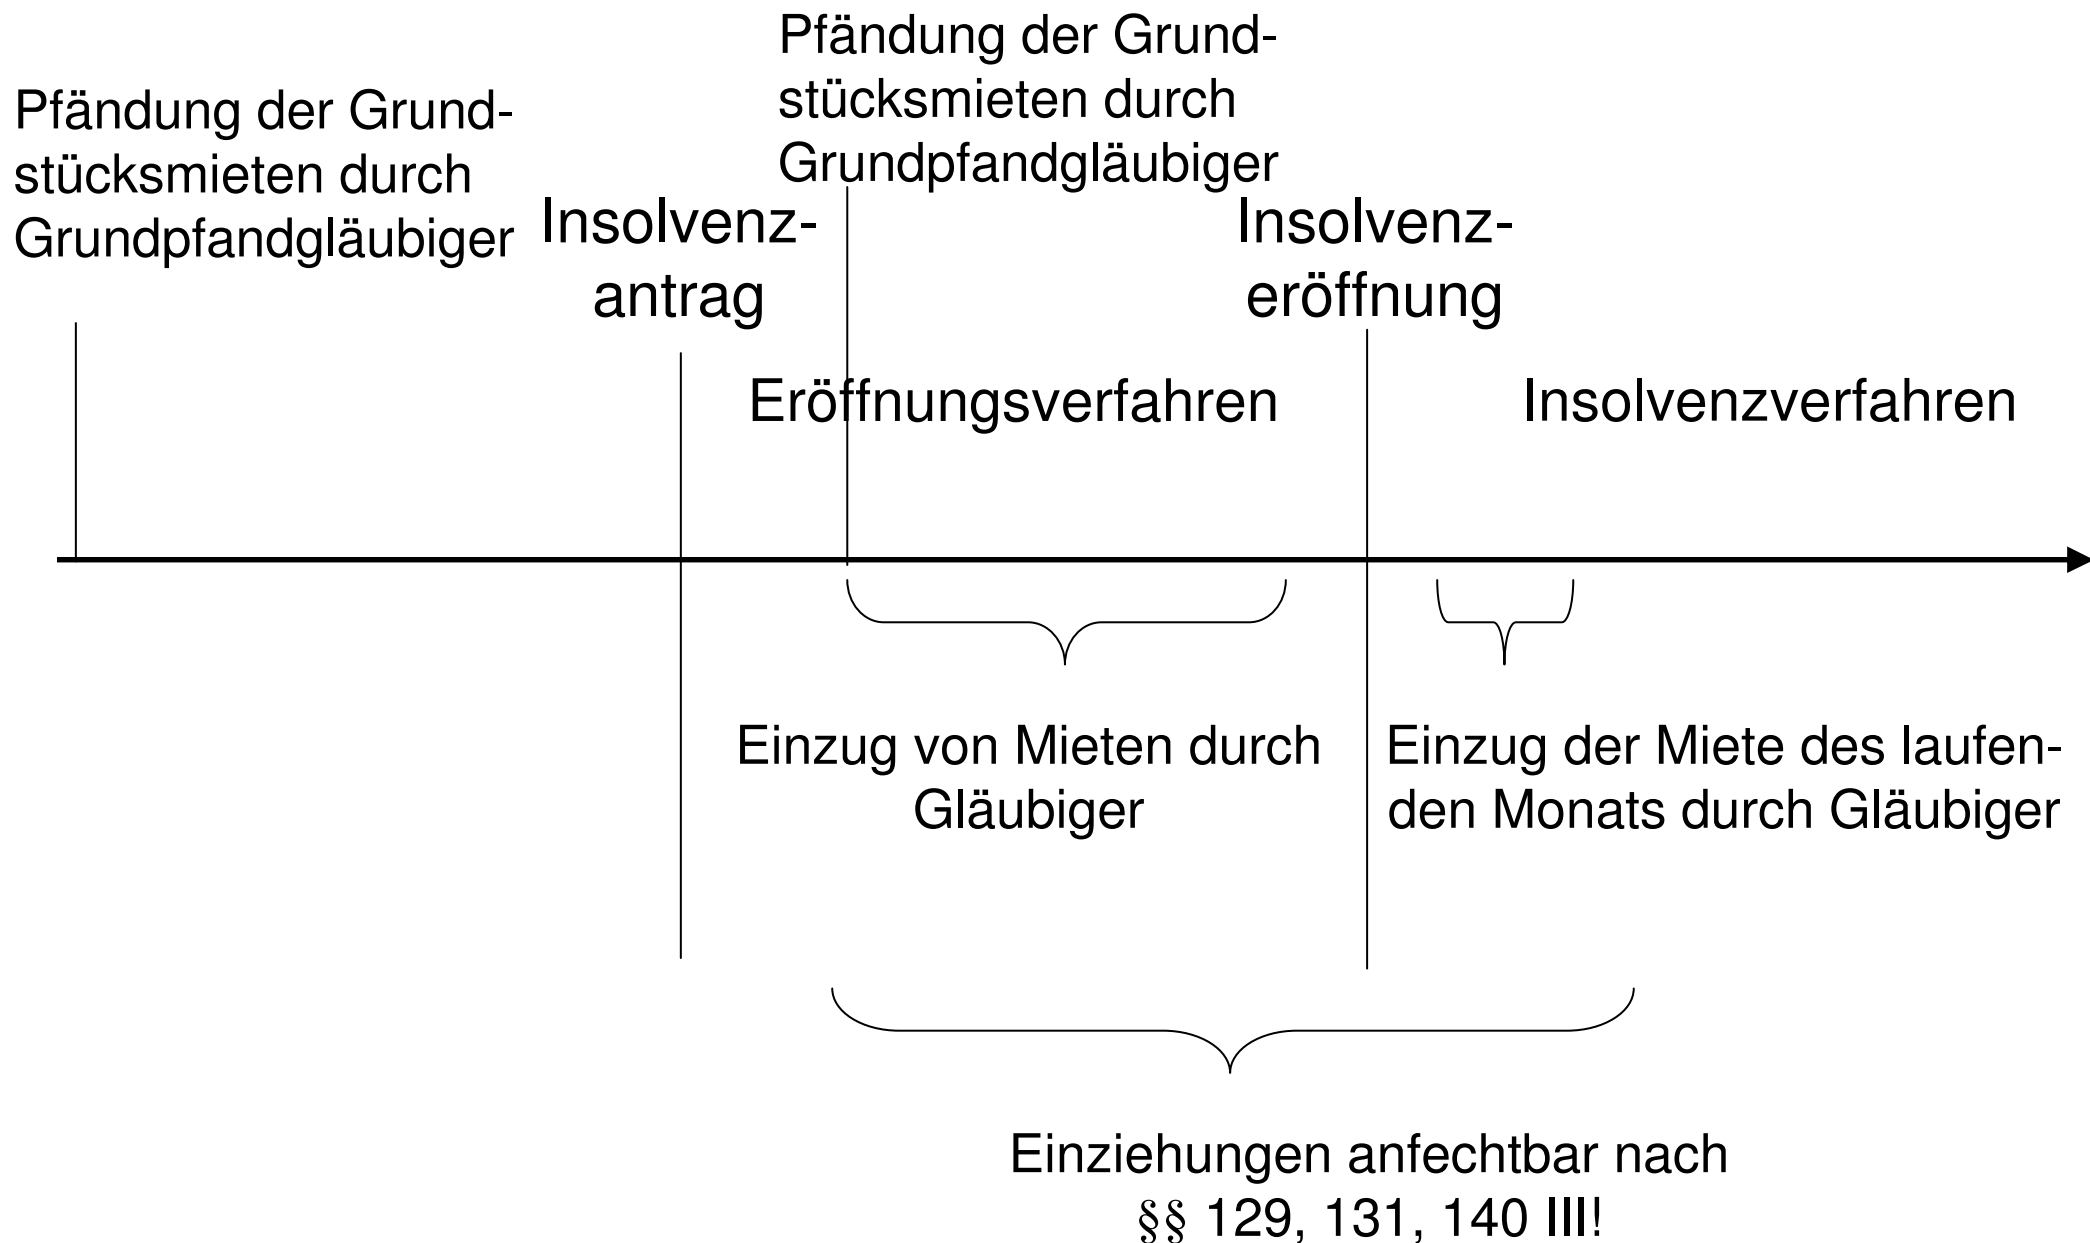 Pfändung der Grund-
stücksmieten durch
Grundpfandgläubiger
Insolvenz-
antrag
Pfändung der Grund-
stücksmieten durch
Grundpfandgläubiger
Insolvenz-
eröffnung
Eröffnungsverfahren
Insolvenzverfahren
Einzug von Mieten durch
Gläubiger
Einzug der Miete des laufen-
den Monats durch Gläubiger
Einziehungen anfechtbar nach
§§ 129, 131, 140 III!